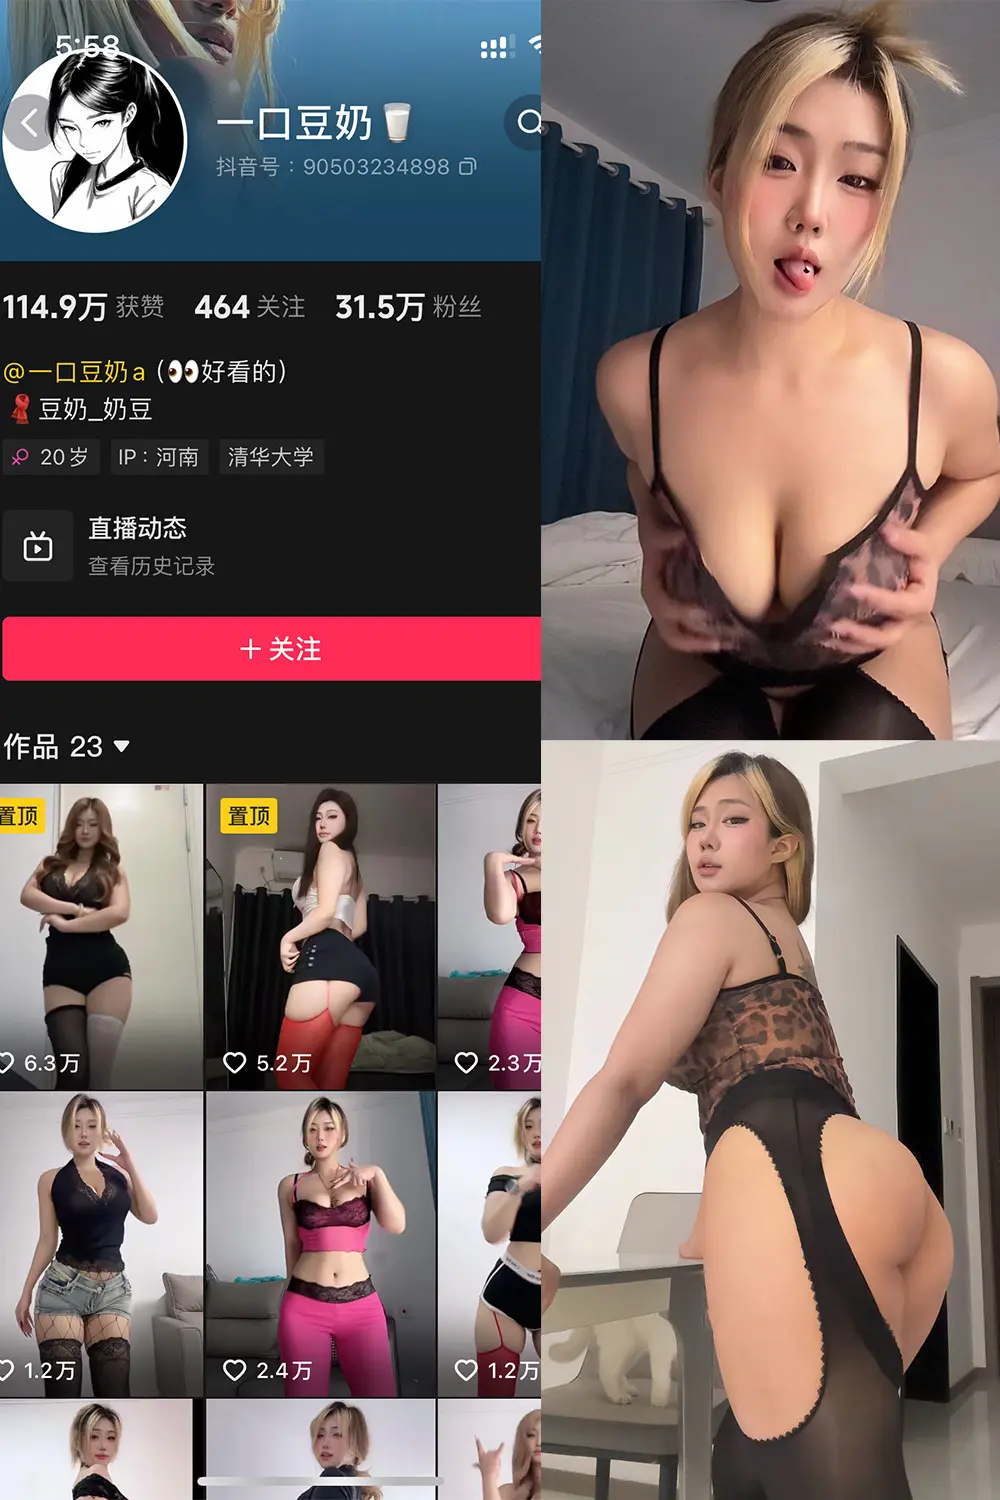 5:58
一口豆奶🥛
抖音号：90503234898
114.9万 获赞 464 关注 31.5万 粉丝
@一口豆奶a (👀好看的)
🧣豆奶_奶豆
♀ 20岁 IP：河南 清华大学
直播动态
查看历史记录
+ 关注
作品 23 ▼
置顶 置顶
6.3万 5.2万 2.3万
1.2万 2.4万 1.2万